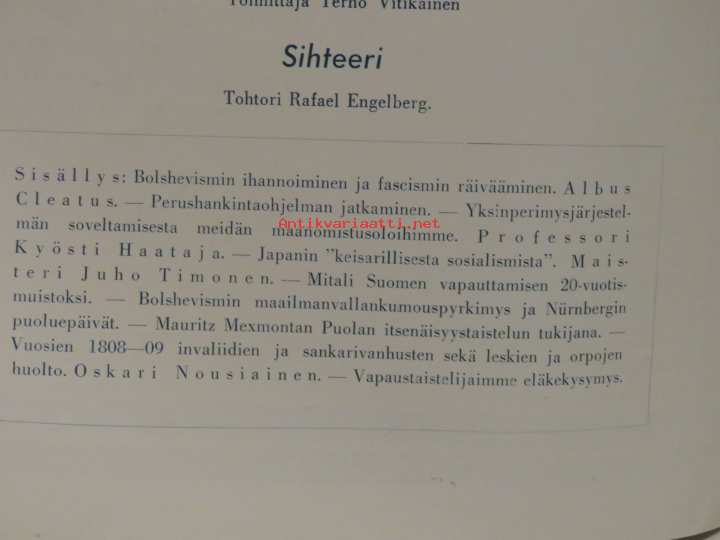 Toimittaja Terho Vitikainen
Sihteeri
Tohtori Rafael Engelberg.
Sisällys: Bolshevismin ihannoiminen ja fascismin räivääminen. Albus
Cleatus. — Perushankintaohjelman jatkaminen. — Yksinperimysjärjestel-
män soveltamisesta meidän maanomistusoloihimme. Professori
Kyösti Haataja. — Japanin "keisarillisesta sosialismista". Mais-
teri Juho Timonen. — Mitali Suomen vapauttamisen 20-vuotis-
muistoksi. — Bolshevismin maailmanvallankumouspyrkimys ja Nürnbergin
puoluepäivät. — Mauritz Mexmontan Puolan itsenäisyystaistelun tukijana. —
Vuosien 1808—09 invaliidien ja sankarivanhusten sekä leskien ja orpojen
huolto. Oskari Nousiainen. — Vapaustaistelijaimme eläkekysymys.
Antikvariaatti.net